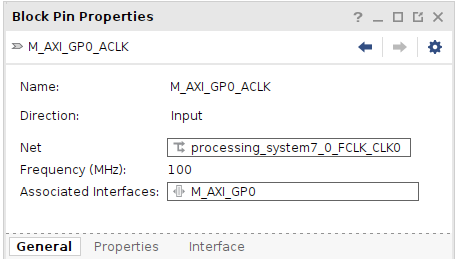 Block Pin Properties
M_AXI_GP0_ACLK
Name: M_AXI_GP0_ACLK
Direction: Input
Net processing_system7_0_FCLK_CLK0
Frequency (MHz): 100
Associated Interfaces: M_AXI_GP0
General Properties Interface